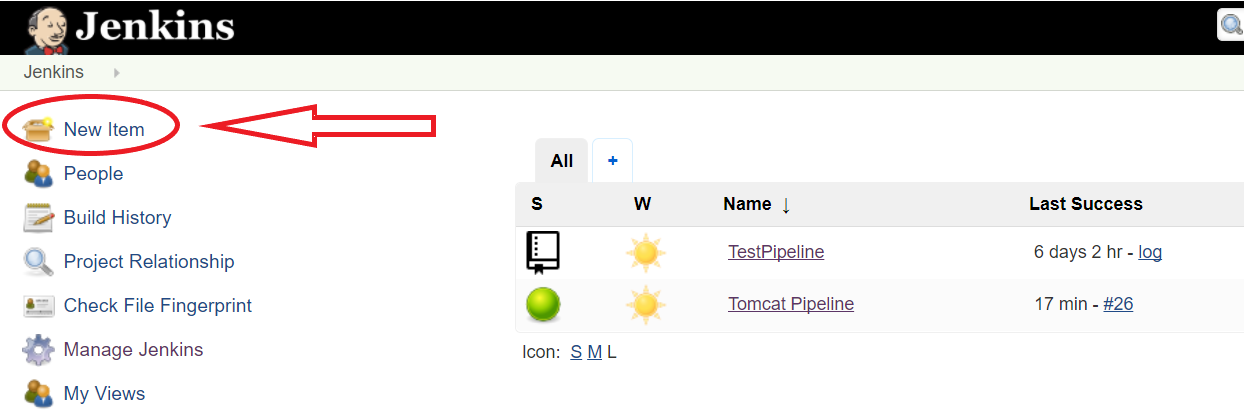 Jenkins
Jenkins
New Item
People
Build History
Project Relationship
Check File Fingerprint
Manage Jenkins
My Views
All +
S W Name ↓ Last Success
TestPipeline 6 days 2 hr - log
Tomcat Pipeline 17 min - #26
Icon: S M L